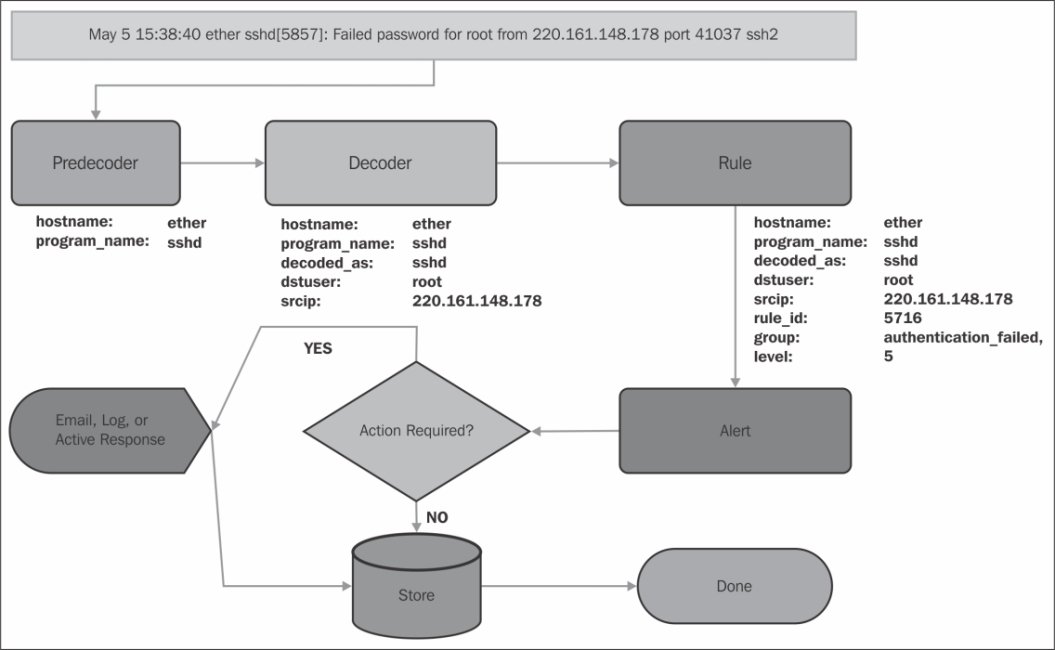 May 5 15:38:40 ether sshd[5857]: Failed password for root from 220.161.148.178 port 41037 ssh2
Predecoder
Decoder
Rule
hostname: ether
program_name: sshd
hostname: ether
program_name: sshd
decoded_as: sshd
dstuser: root
srcip: 220.161.148.178
hostname: ether
program_name: sshd
decoded_as: sshd
dstuser: root
srcip: 220.161.148.178
rule_id: 5716
group: authentication_failed,
level: 5
YES
Email, Log, or
Active Response
Action Required?
Alert
NO
Store
Done